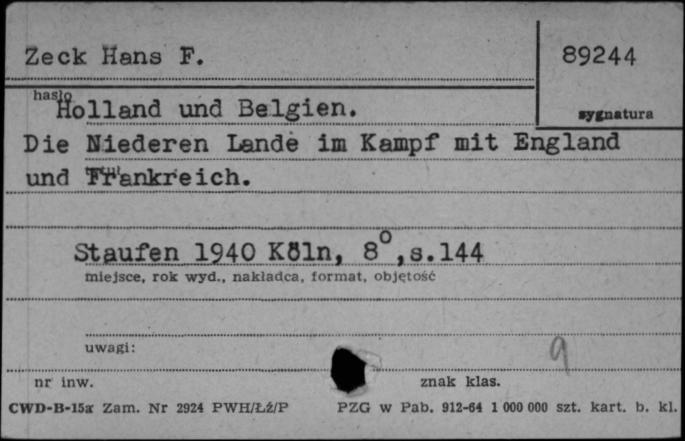 Zeck Hans F.
89244
hasło
Holland und Belgien.
sygnatura
Die Niederen Lande im Kampf mit England
und Frankreich.
Staufen 1940 Köln, 8⁰,s.144
miejsce, rok wyd., nakładca, format, objętość
uwagi:
9
nr inw.
znak klas.
CWD-B-15a Zam. Nr 2924 PWH/Łź/P
PZG w Pab. 912-64 1 000 000 szt. kart. b. kl.